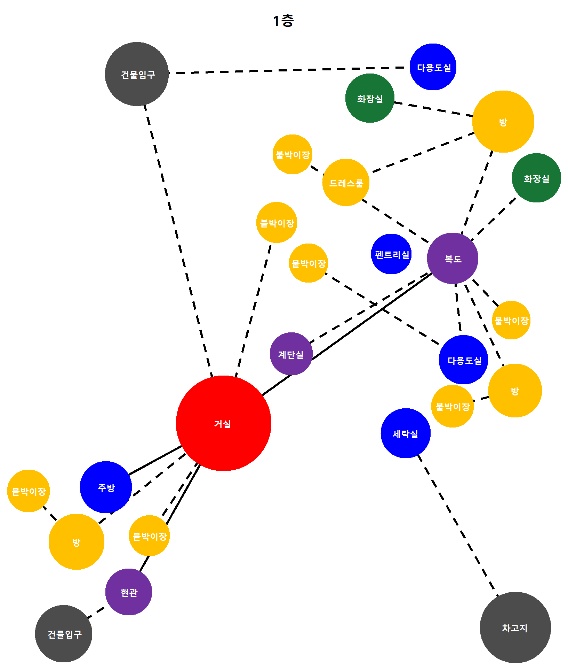 1층
건물입구
다용도실
화장실
방
붙박이장
화장실
드레스룸
붙박이장
펜트리실
복도
붙박이장
붙박이장
계단실
다용도실
방
붙박이장
거실
세탁실
주방
붙박이장
붙박이장
방
현관
건물입구
차고지